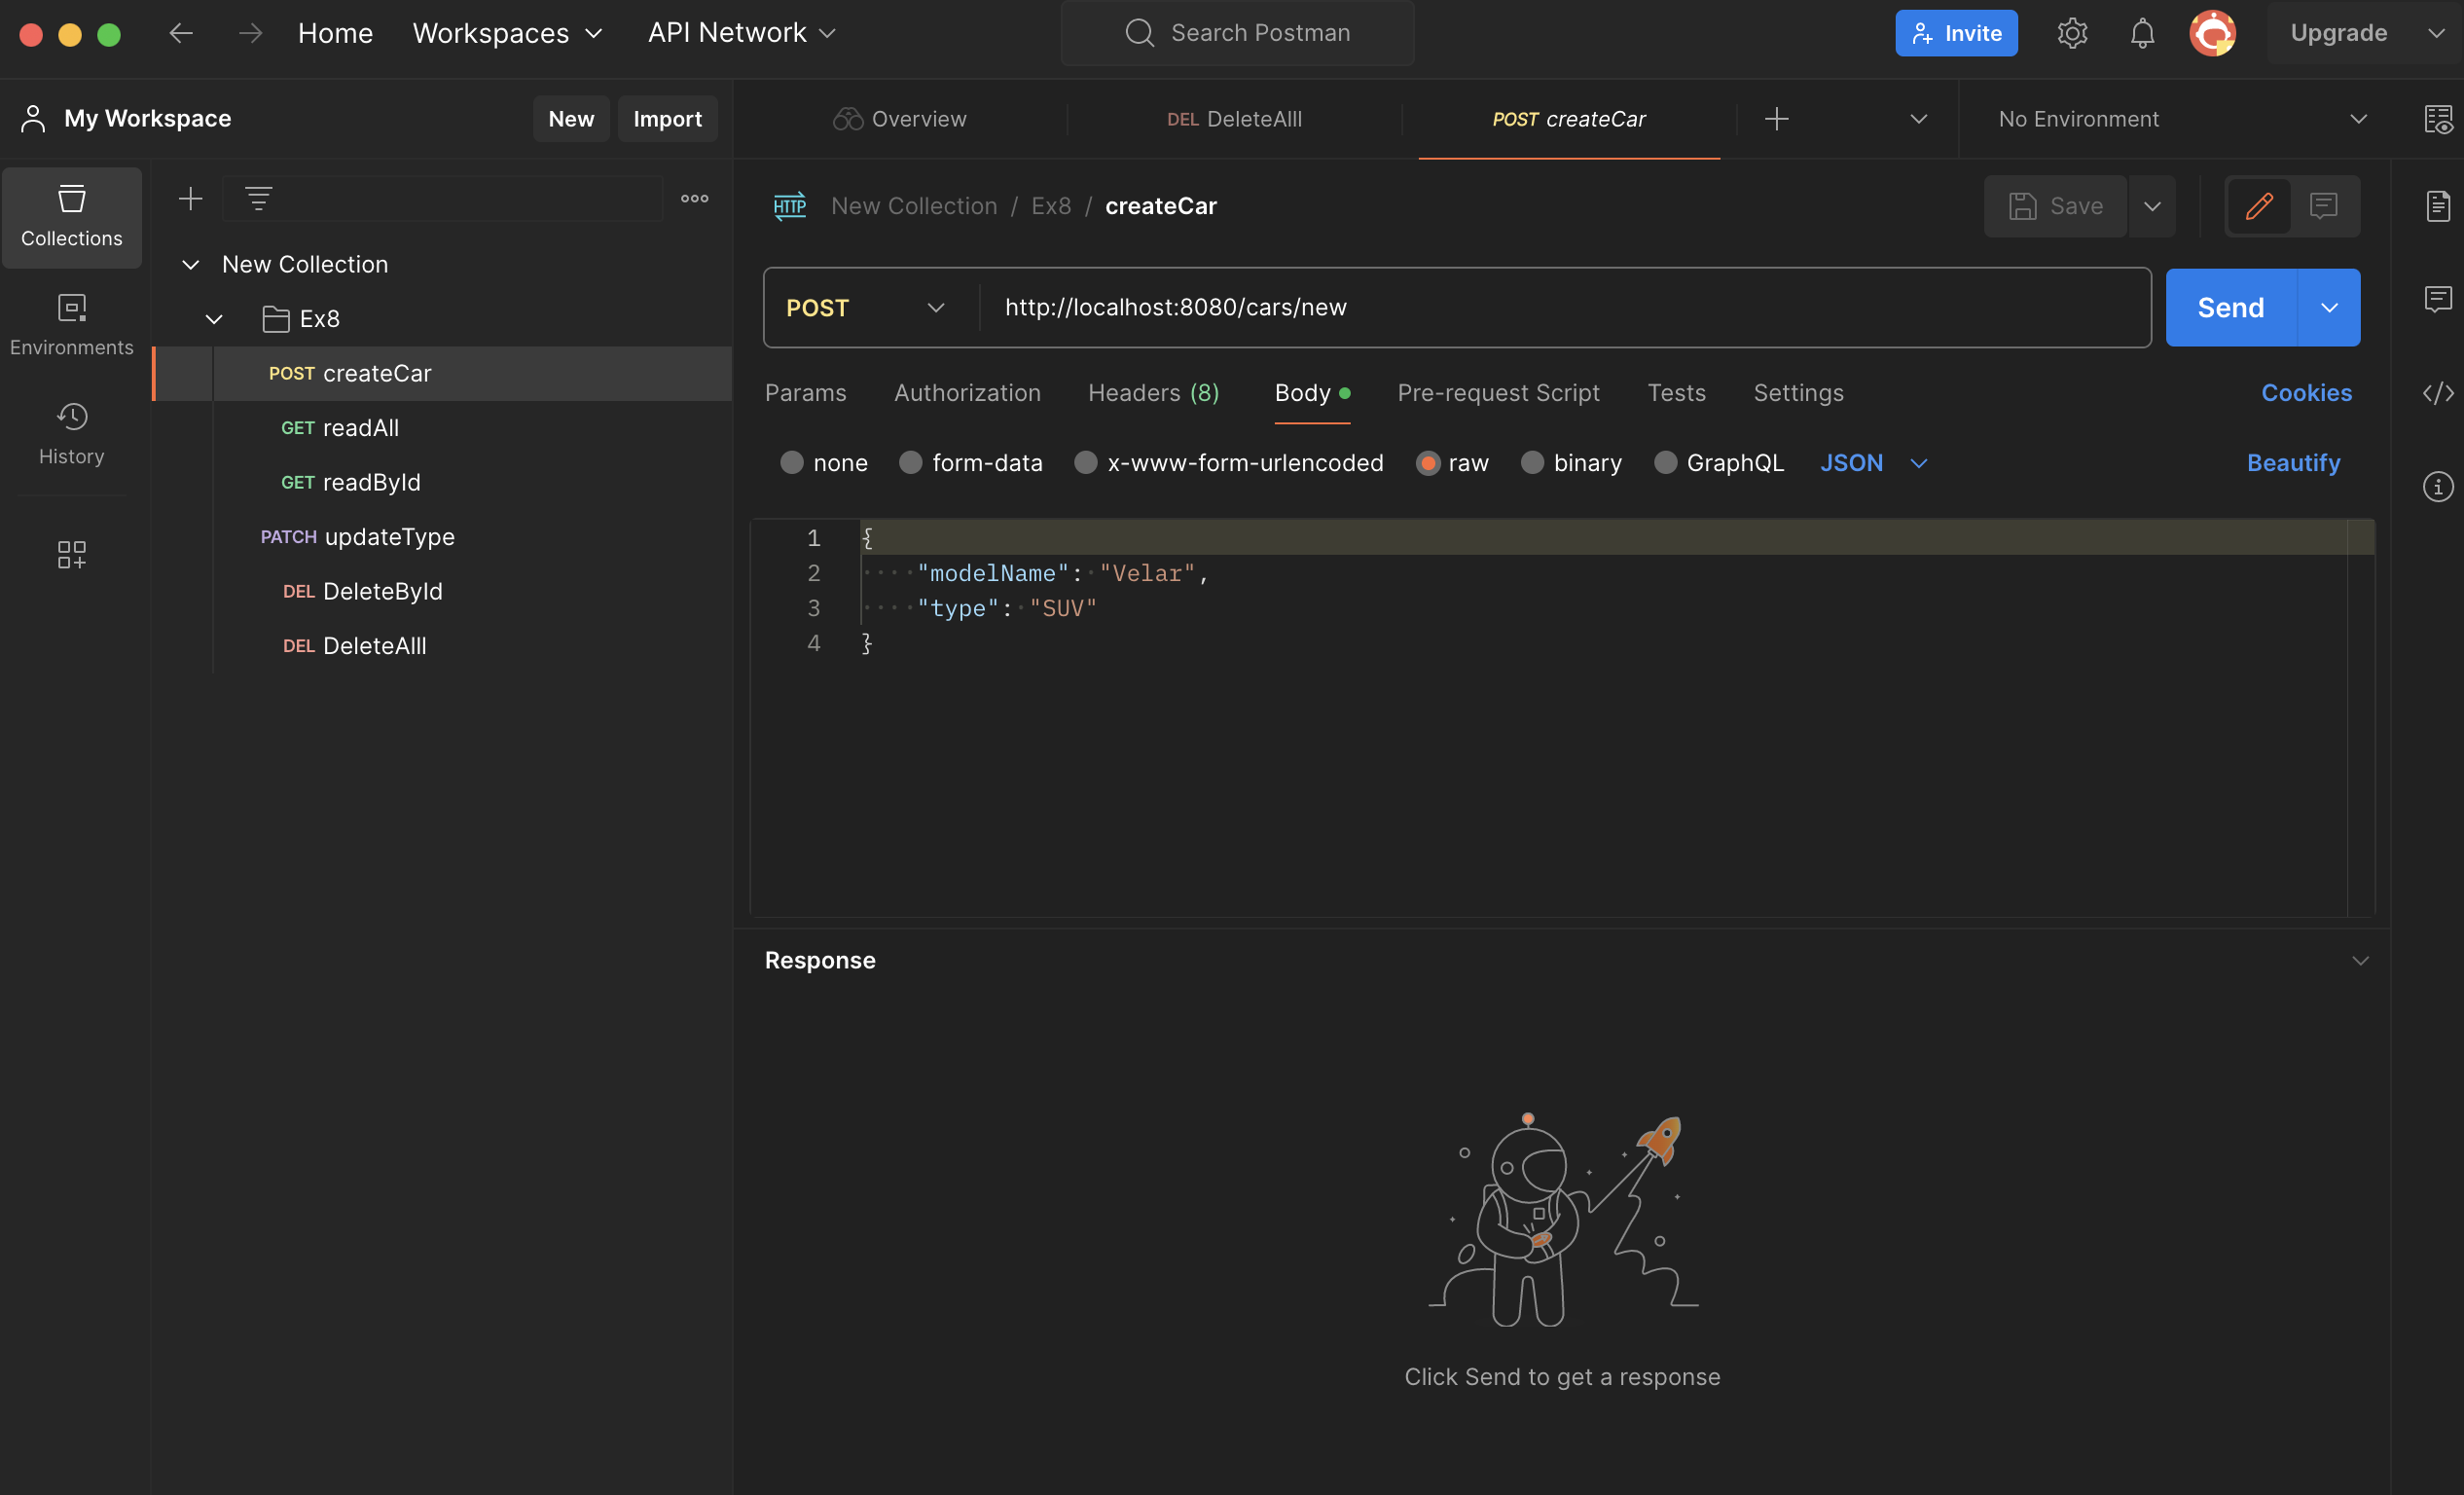 Home Workspaces API Network Search Postman Invite Upgrade
My Workspace New Import Overview DEL DeleteAlll POST createCar No Environment
Collections
Environments
History
New Collection
Ex8
POST createCar
GET readAll
GET readById
PATCH updateType
DEL DeleteById
DEL DeleteAlll
HTTP New Collection / Ex8 / createCar Save
POST http://localhost:8080/cars/new Send
Params Authorization Headers (8) Body Pre-request Script Tests Settings Cookies
none form-data x-www-form-urlencoded raw binary GraphQL JSON Beautify
1 {
2 "modelName": "Velar",
3 "type": "SUV"
4 }
Response
Click Send to get a response